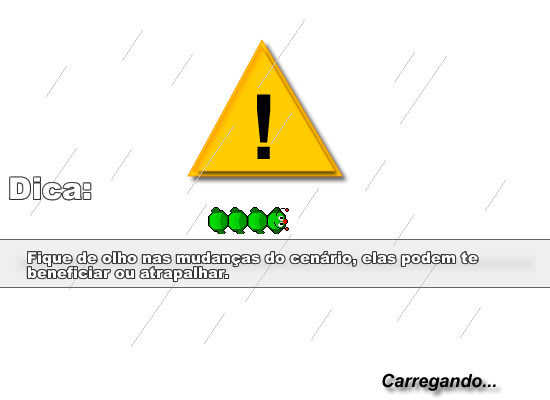 !
Dica:
Fique de olho nas mudanças do cenário, elas podem te
beneficiar ou atrapalhar.
Carregando...